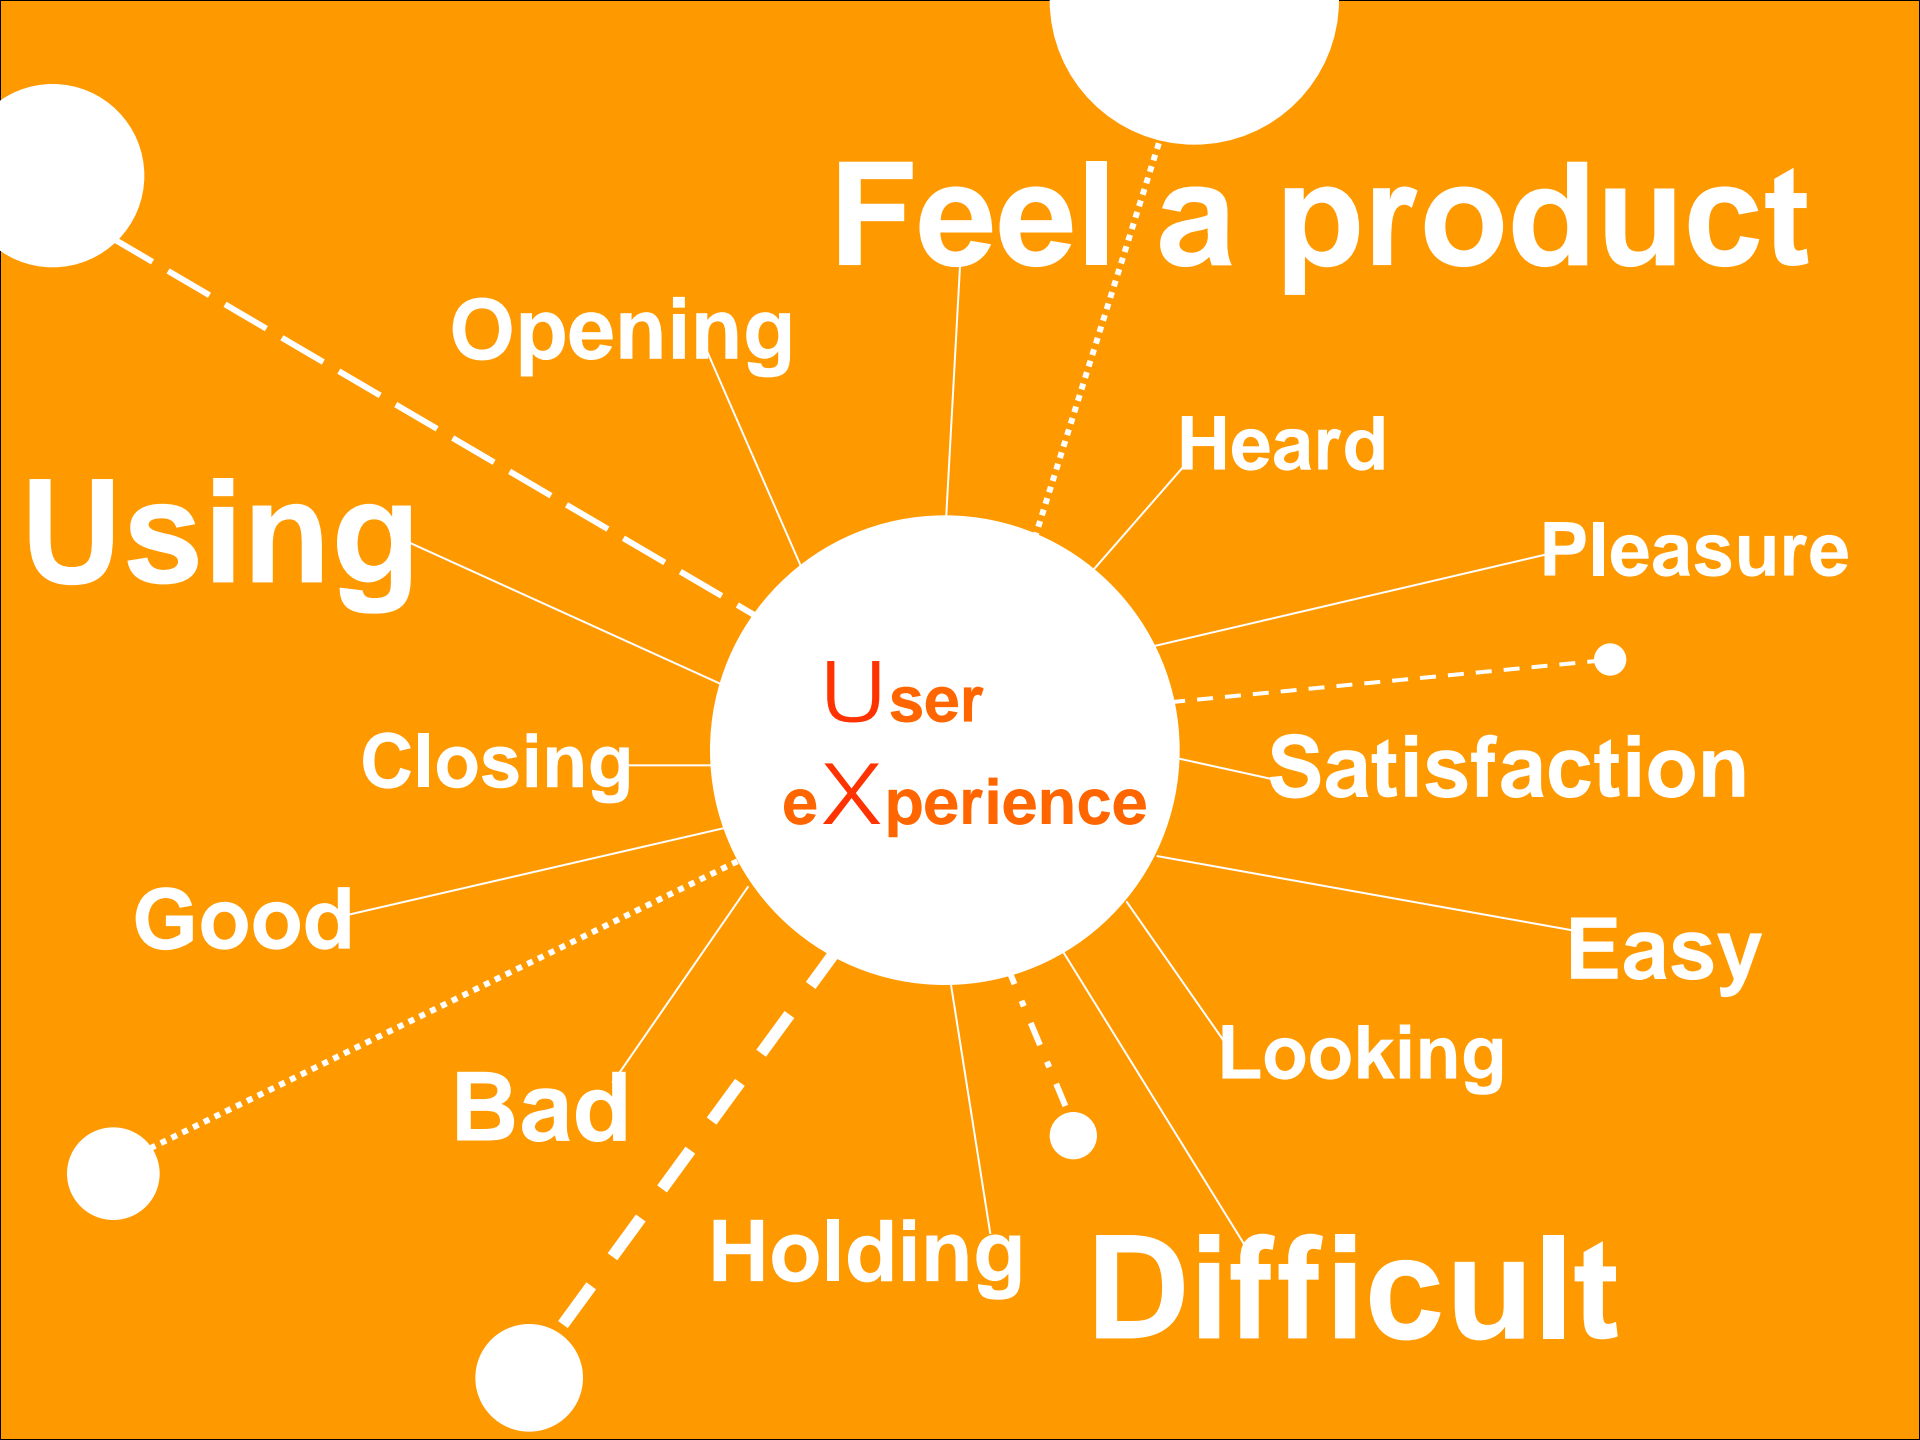 Feel a product
Opening
Heard
Using
Pleasure
User
eXperience
Closing
Satisfaction
Good
Easy
Looking
Bad
Holding
Difficult